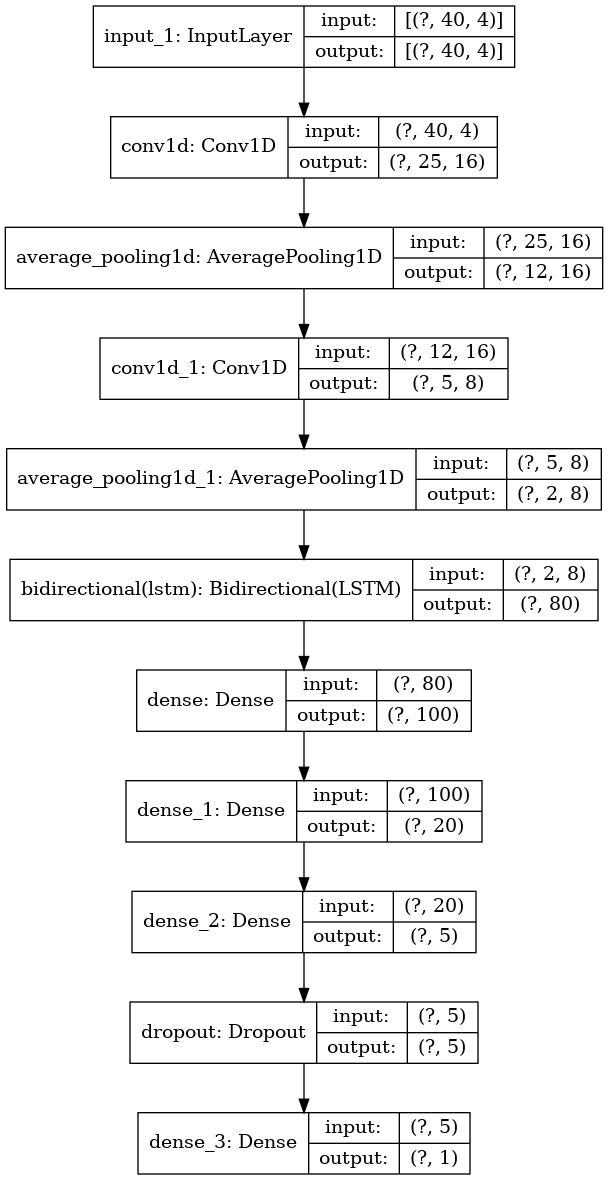 input_1: InputLayer
input: [(?, 40, 4)]
output: [(?, 40, 4)]
conv1d: Conv1D
input: (?, 40, 4)
output: (?, 25, 16)
average_pooling1d: AveragePooling1D
input: (?, 25, 16)
output: (?, 12, 16)
conv1d_1: Conv1D
input: (?, 12, 16)
output: (?, 5, 8)
average_pooling1d_1: AveragePooling1D
input: (?, 5, 8)
output: (?, 2, 8)
bidirectional(lstm): Bidirectional(LSTM)
input: (?, 2, 8)
output: (?, 80)
dense: Dense
input: (?, 80)
output: (?, 100)
dense_1: Dense
input: (?, 100)
output: (?, 20)
dense_2: Dense
input: (?, 20)
output: (?, 5)
dropout: Dropout
input: (?, 5)
output: (?, 5)
dense_3: Dense
input: (?, 5)
output: (?, 1)